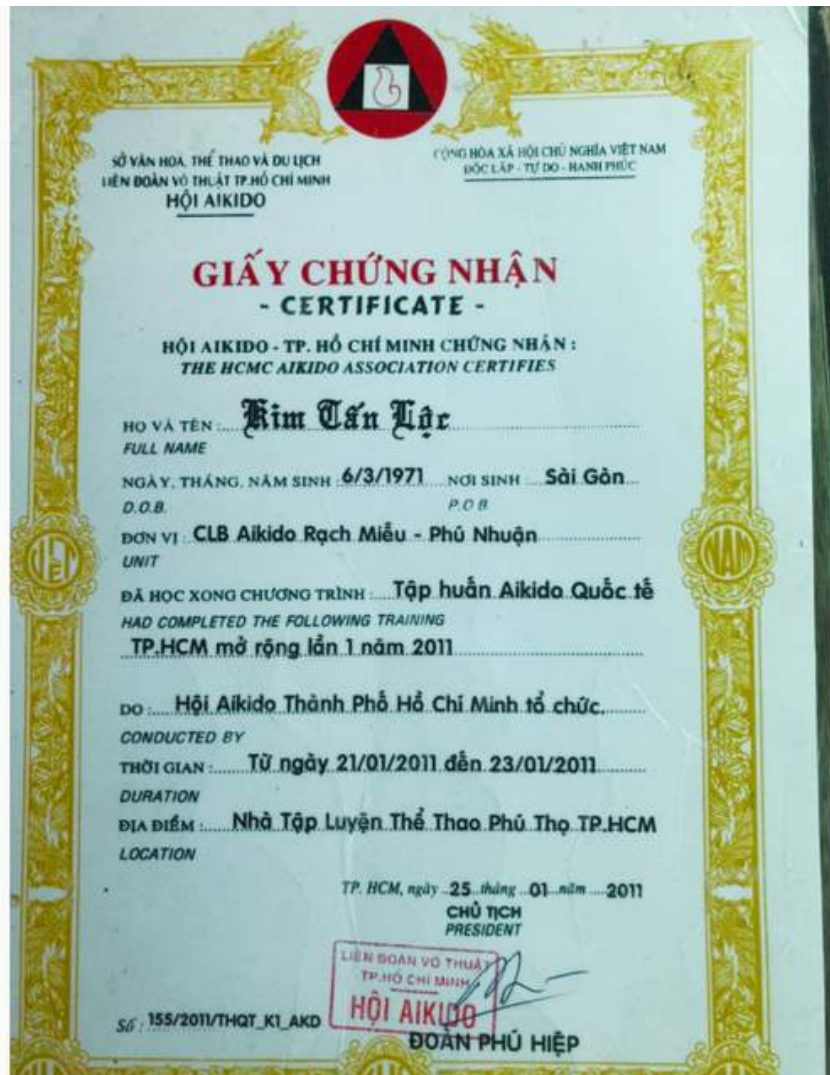 SỞ VĂN HOA, THỂ THAO VÀ DU LỊCH
LIÊN ĐOÀN VÕ THUẬT TP.HỒ CHÍ MINH
HỘI AIKIDO
CỘNG HÒA XÃ HỘI CHỦ NGHĨA VIỆT NAM
ĐỘC LẬP - TỰ DO - HẠNH PHÚC
GIẤY CHỨNG NHẬN
- CERTIFICATE -
HỘI AIKIDO - TP. HỒ CHÍ MINH CHỨNG NHẬN :
THE HCMC AIKIDO ASSOCIATION CERTIFIES
HỌ VÀ TÊN : Kim Tấn Lộc
FULL NAME
NGÀY, THÁNG, NĂM SINH : 6/3/1971 NƠI SINH Sài Gòn
D.O.B. P.O B
ĐƠN VỊ : CLB Aikido Rạch Miễu - Phú Nhuận
UNIT
ĐÃ HỌC XONG CHƯƠNG TRÌNH : Tập huấn Aikido Quốc tế
HAD COMPLETED THE FOLLOWING TRAINING
TP.HCM mở rộng lần 1 năm 2011
DO : Hội Aikido Thành Phố Hồ Chí Minh tổ chức.
CONDUCTED BY
THỜI GIAN : Từ ngày 21/01/2011 đến 23/01/2011
DURATION
ĐỊA ĐIỂM : Nhà Tập Luyện Thể Thao Phú Thọ TP.HCM
LOCATION
VIỆT
NAM
TP. HCM, ngày 25 tháng 01 năm 2011
CHỦ TỊCH
PRESIDENT
LIÊN ĐOÀN VÕ THUẬT
TP.HỒ CHÍ MINH
HỘI AIKIDO
Số : 155/2011/THQT_K1_AKD
ĐOÀN PHÚ HIỆP